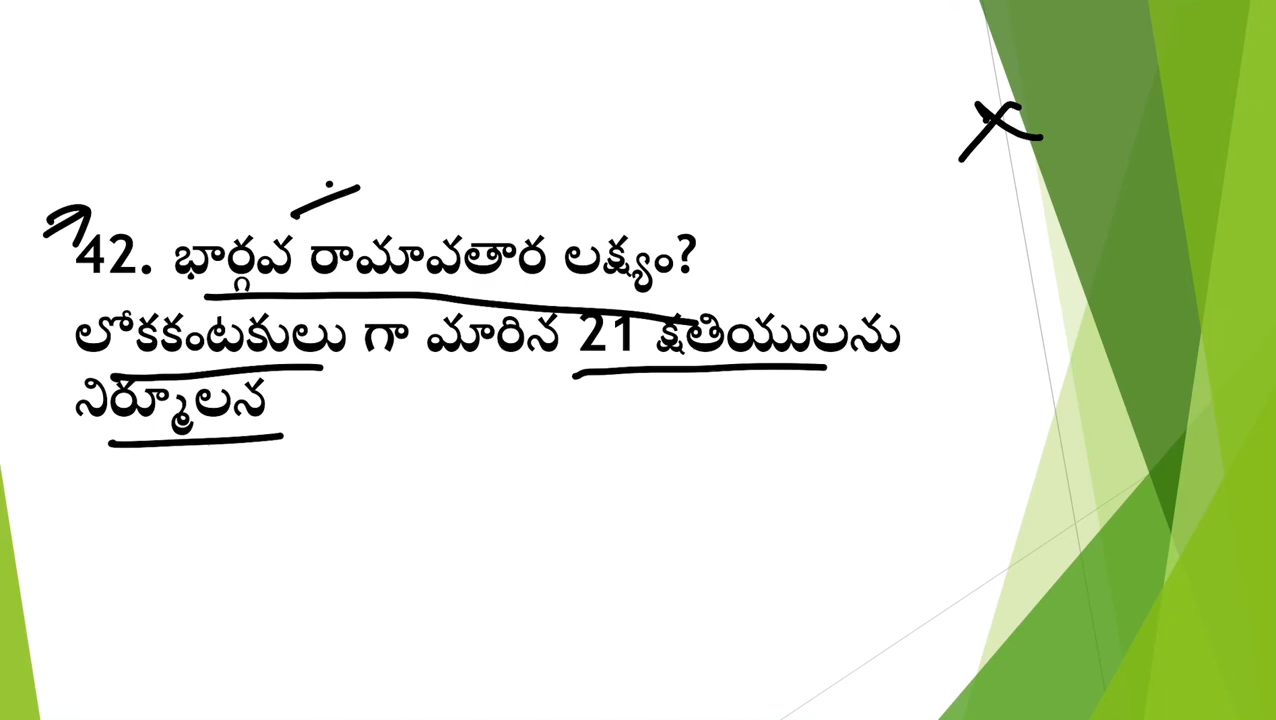 42. భార్గవ రామావతార లక్ష్యం?
లోకకంటకులు గా మారిన 21 క్షతియులను
నిర్మూలన